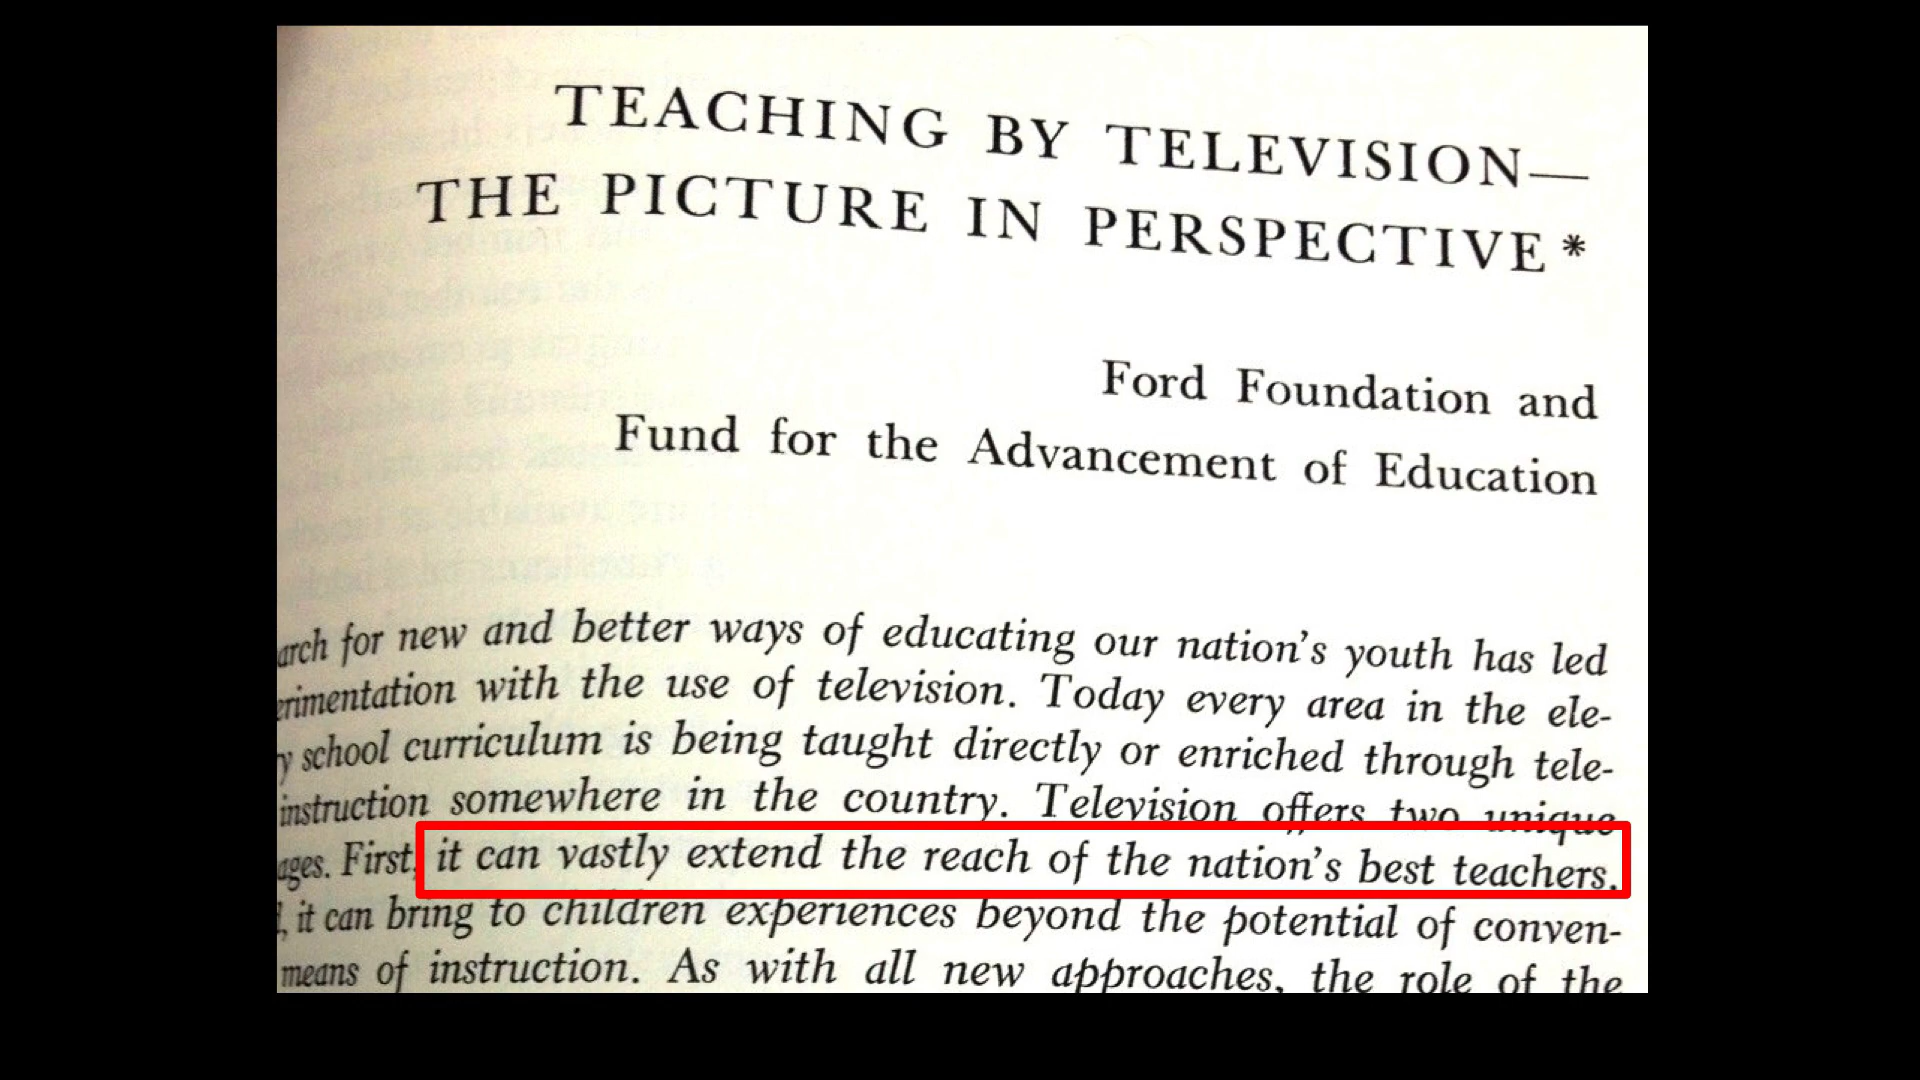 TEACHING BY TELEVISION—
THE PICTURE IN PERSPECTIVE*
Ford Foundation and
Fund for the Advancement of Education
arch for new and better ways of educating our nation's youth has led
erimentation with the use of television. Today every area in the ele-
y school curriculum is being taught directly or enriched through tele-
instruction somewhere in the country. Television offers two unique
ages. First, it can vastly extend the reach of the nation's best teachers.
, it can bring to children experiences beyond the potential of conven-
means of instruction. As with all new approaches, the role of the